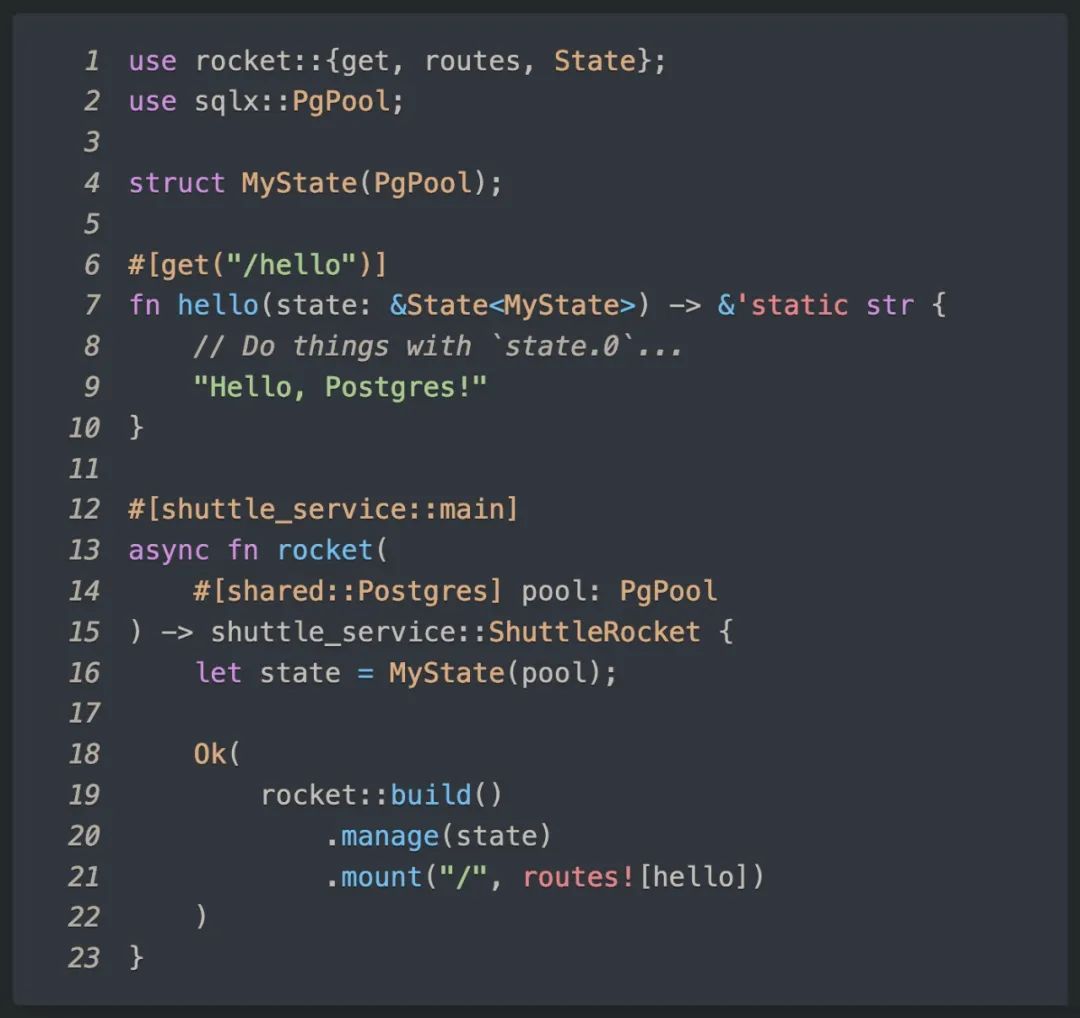 1 use rocket::{get, routes, State};
2 use sqlx::PgPool;
3
4 struct MyState(PgPool);
5
6 #[get("/hello")]
7 fn hello(state: &State<MyState>) -> &'static str {
8     // Do things with `state.0`...
9     "Hello, Postgres!"
10 }
11
12 #[shuttle_service::main]
13 async fn rocket(
14     #[shared::Postgres] pool: PgPool
15 ) -> shuttle_service::ShuttleRocket {
16     let state = MyState(pool);
17
18     Ok(
19         rocket::build()
20             .manage(state)
21             .mount("/", routes![hello])
22     )
23 }